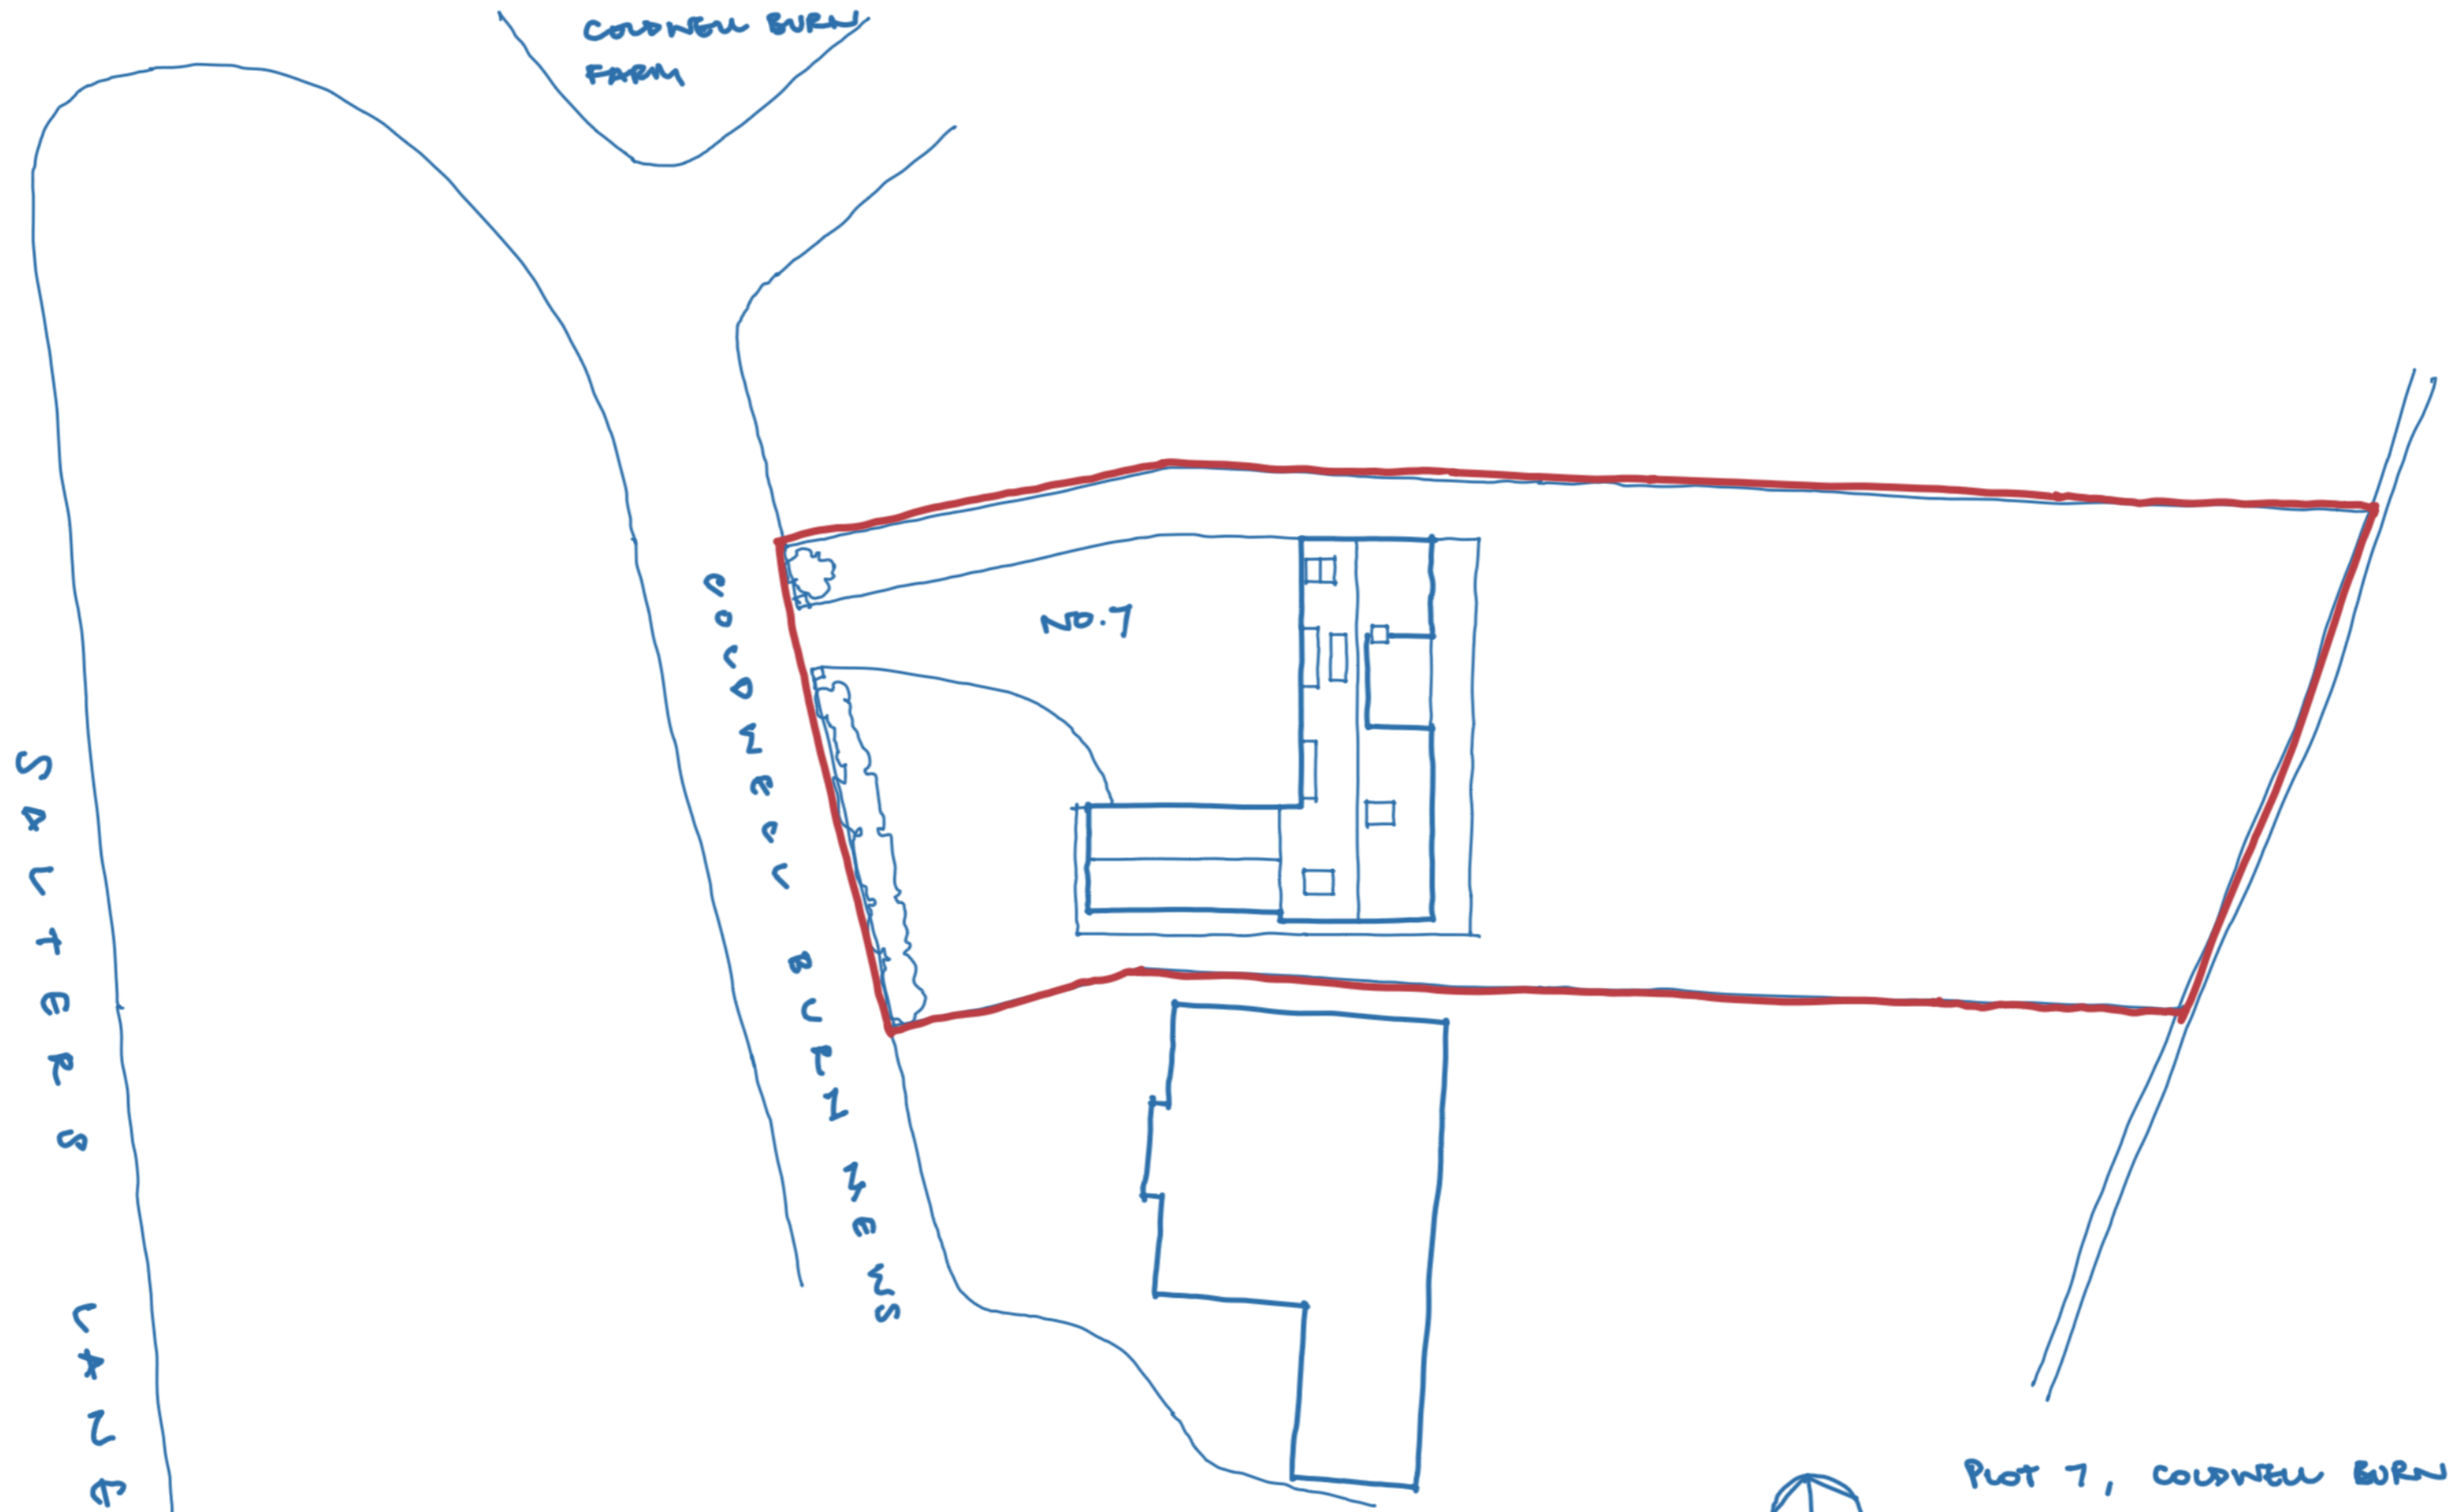 COLDWELL BURN
FARM
NO.7
COLDWELL BURN MEWS
SALTERS LANE
PLOT 7, COLDWELL BURN